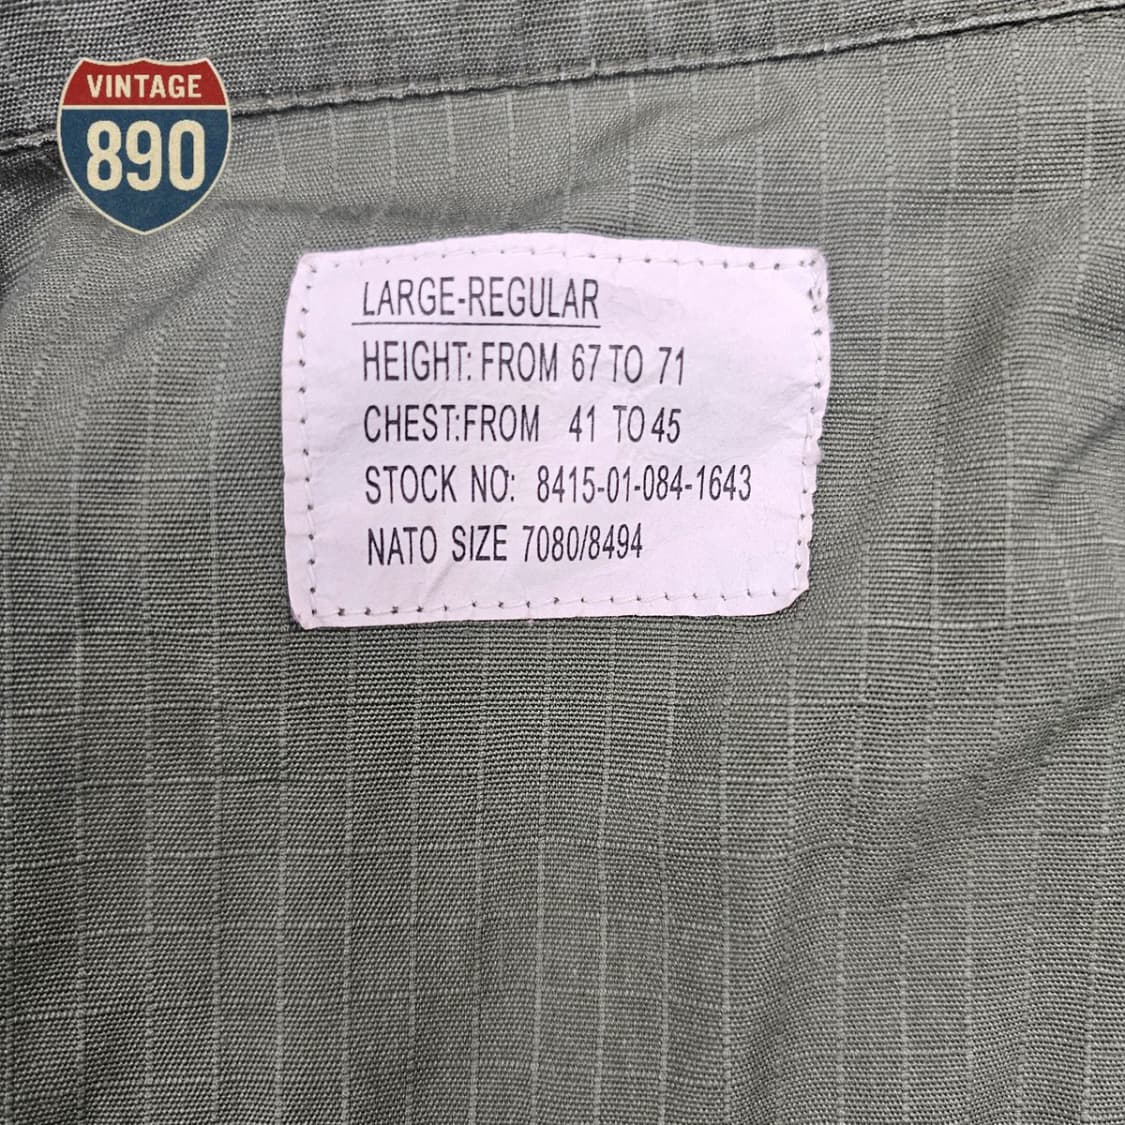 VINTAGE
890
LARGE-REGULAR
HEIGHT: FROM 67 TO 71
CHEST:FROM 41 TO 45
STOCK NO: 8415-01-084-1643
NATO SIZE 7080/8494